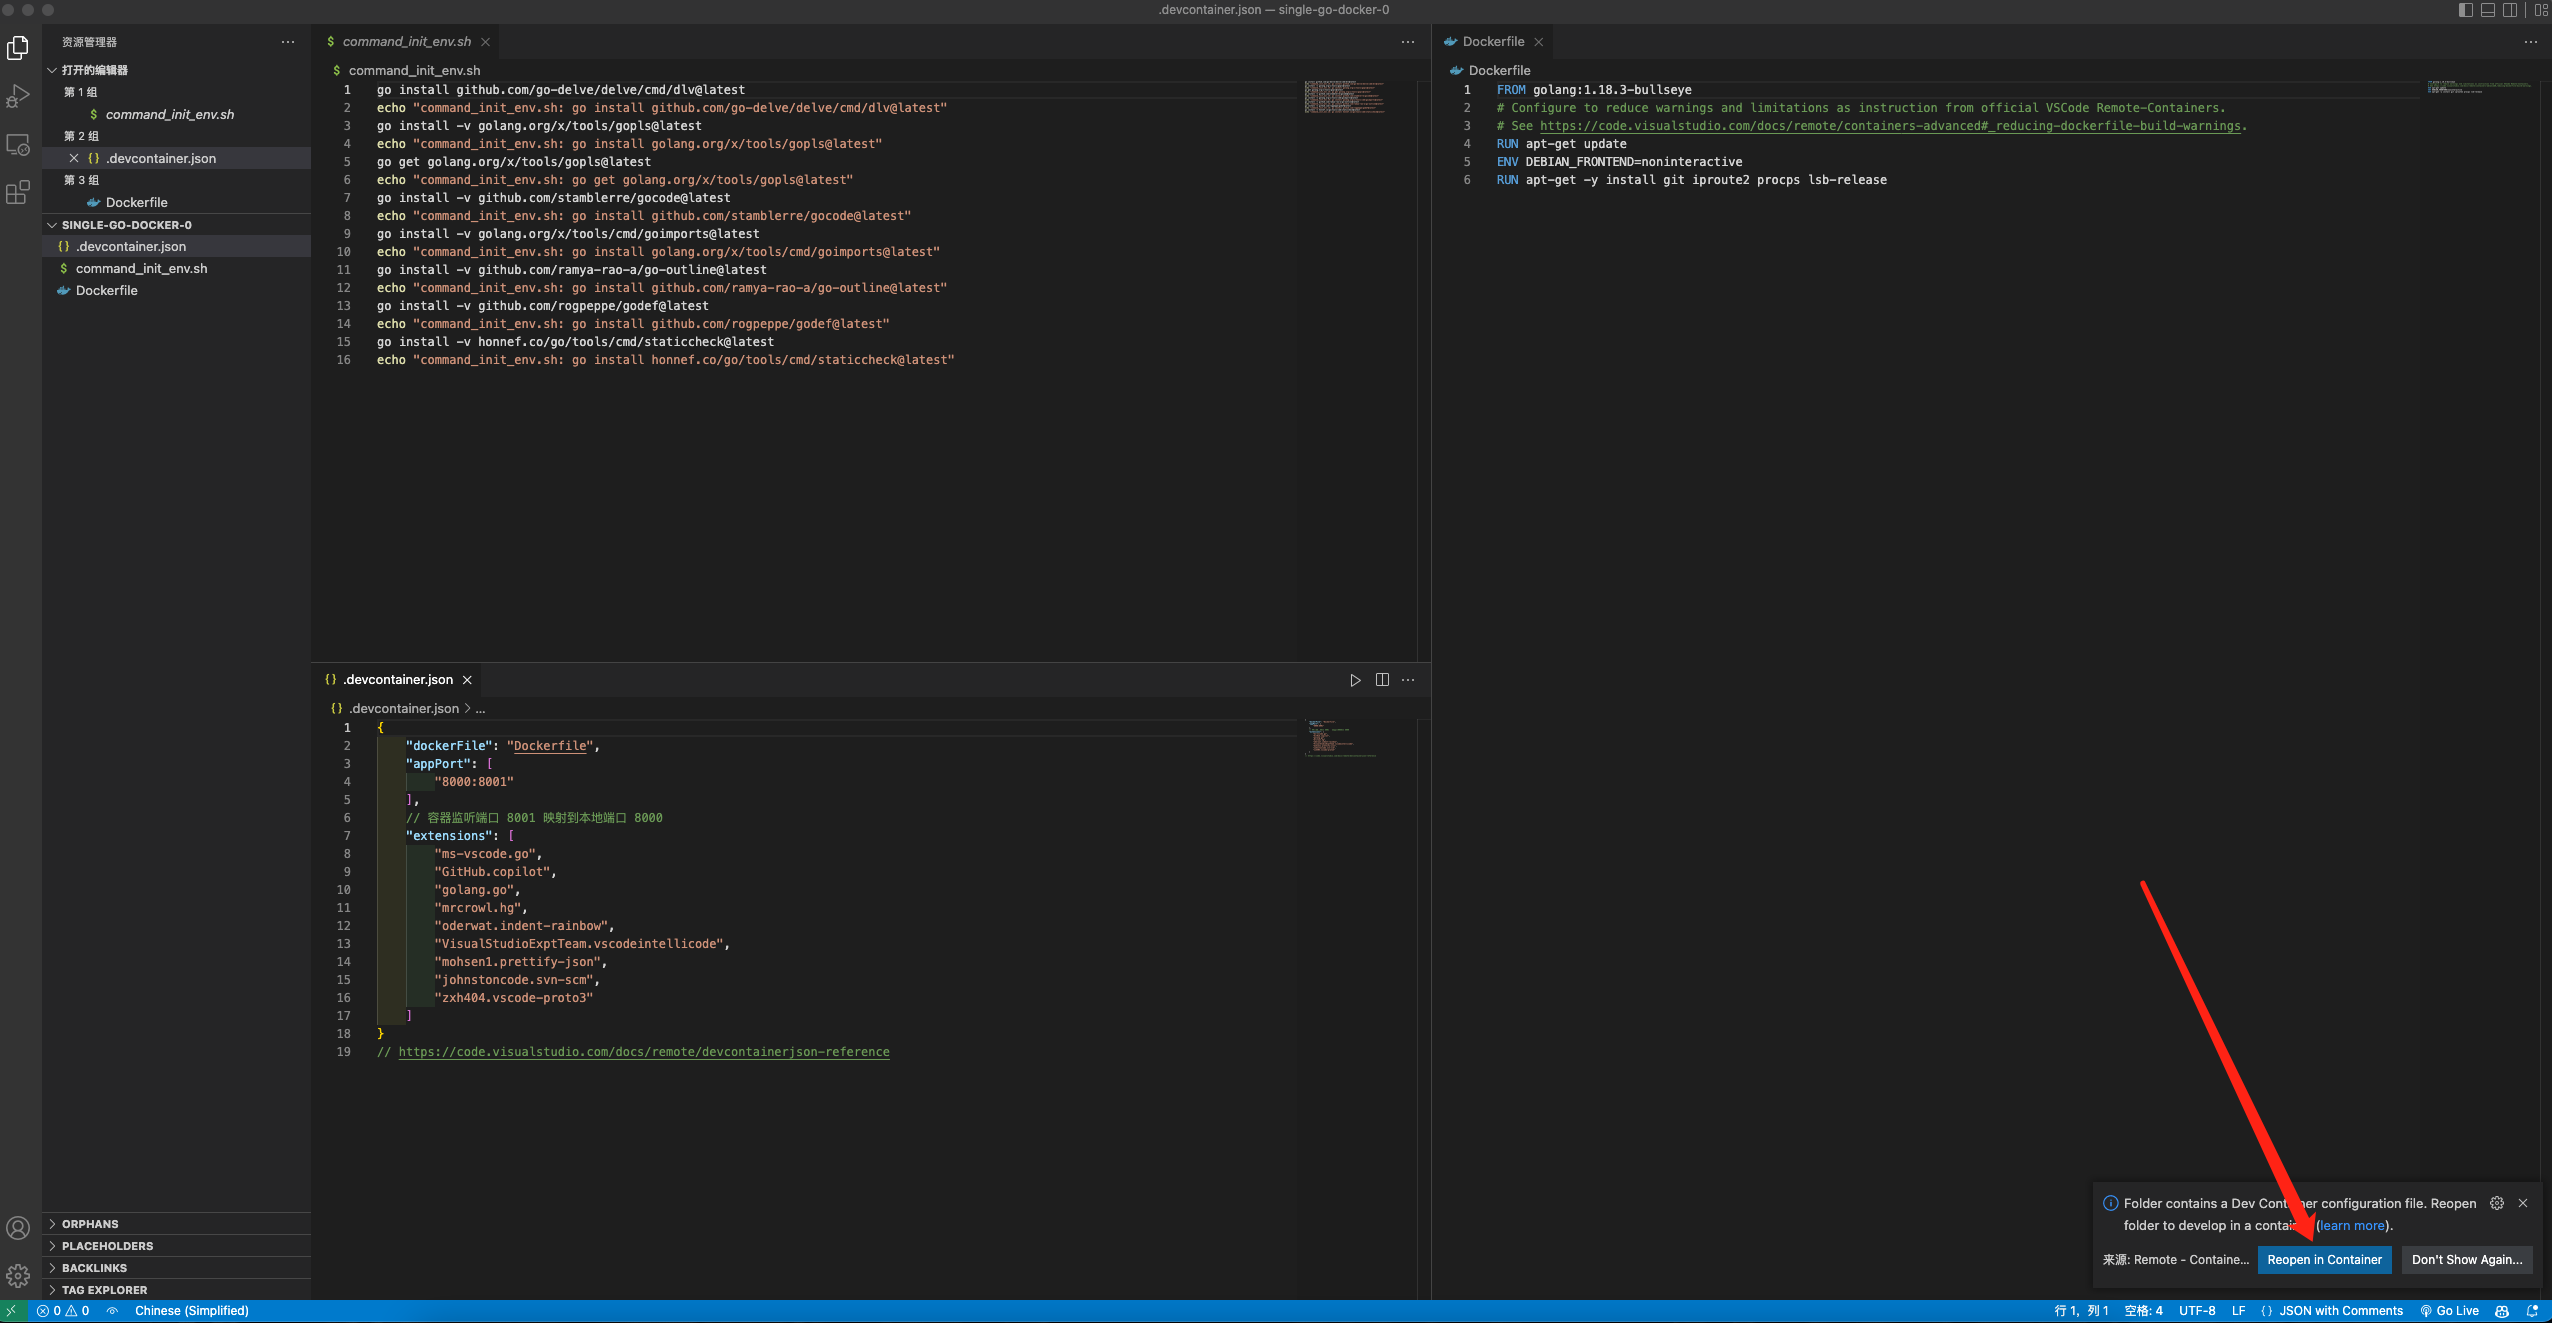 .devcontainer.json — single-go-docker-0
资源管理器
打开的编辑器
第 1 组
$ command_init_env.sh
第 2 组
{} .devcontainer.json
第 3 组
Dockerfile
SINGLE-GO-DOCKER-0
{} .devcontainer.json
$ command_init_env.sh
Dockerfile
ORPHANS
PLACEHOLDERS
BACKLINKS
TAG EXPLORER
$ command_init_env.sh
$ command_init_env.sh
1 go install github.com/go-delve/delve/cmd/dlv@latest
2 echo "command_init_env.sh: go install github.com/go-delve/delve/cmd/dlv@latest"
3 go install -v golang.org/x/tools/gopls@latest
4 echo "command_init_env.sh: go install golang.org/x/tools/gopls@latest"
5 go get golang.org/x/tools/gopls@latest
6 echo "command_init_env.sh: go get golang.org/x/tools/gopls@latest"
7 go install -v github.com/stamblerre/gocode@latest
8 echo "command_init_env.sh: go install github.com/stamblerre/gocode@latest"
9 go install -v golang.org/x/tools/cmd/goimports@latest
10 echo "command_init_env.sh: go install golang.org/x/tools/cmd/goimports@latest"
11 go install -v github.com/ramya-rao-a/go-outline@latest
12 echo "command_init_env.sh: go install github.com/ramya-rao-a/go-outline@latest"
13 go install -v github.com/rogpeppe/godef@latest
14 echo "command_init_env.sh: go install github.com/rogpeppe/godef@latest"
15 go install -v honnef.co/go/tools/cmd/staticcheck@latest
16 echo "command_init_env.sh: go install honnef.co/go/tools/cmd/staticcheck@latest"
{} .devcontainer.json
{} .devcontainer.json > ...
1 {
2 "dockerFile": "Dockerfile",
3 "appPort": [
4 "8000:8001"
5 ],
6 // 容器监听端口 8001 映射到本地端口 8000
7 "extensions": [
8 "ms-vscode.go",
9 "GitHub.copilot",
10 "golang.go",
11 "mrcrowl.hg",
12 "oderwat.indent-rainbow",
13 "VisualStudioExptTeam.vscodeintellicode",
14 "mohsen1.prettify-json",
15 "johnstoncode.svn-scm",
16 "zxh404.vscode-proto3"
17 ]
18 }
19 // https://code.visualstudio.com/docs/remote/devcontainerjson-reference
Dockerfile
Dockerfile
1 FROM golang:1.18.3-bullseye
2 # Configure to reduce warnings and limitations as instruction from official VSCode Remote-Containers.
3 # See https://code.visualstudio.com/docs/remote/containers-advanced#_reducing-dockerfile-build-warnings.
4 RUN apt-get update
5 ENV DEBIAN_FRONTEND=noninteractive
6 RUN apt-get -y install git iproute2 procps lsb-release
Folder contains a Dev Cont er configuration file. Reopen
folder to develop in a contai (learn more).
来源: Remote - Containe... Reopen in Container Don't Show Again...
0 0 Chinese (Simplified) 行 1，列 1 空格: 4 UTF-8 LF {} JSON with Comments Go Live